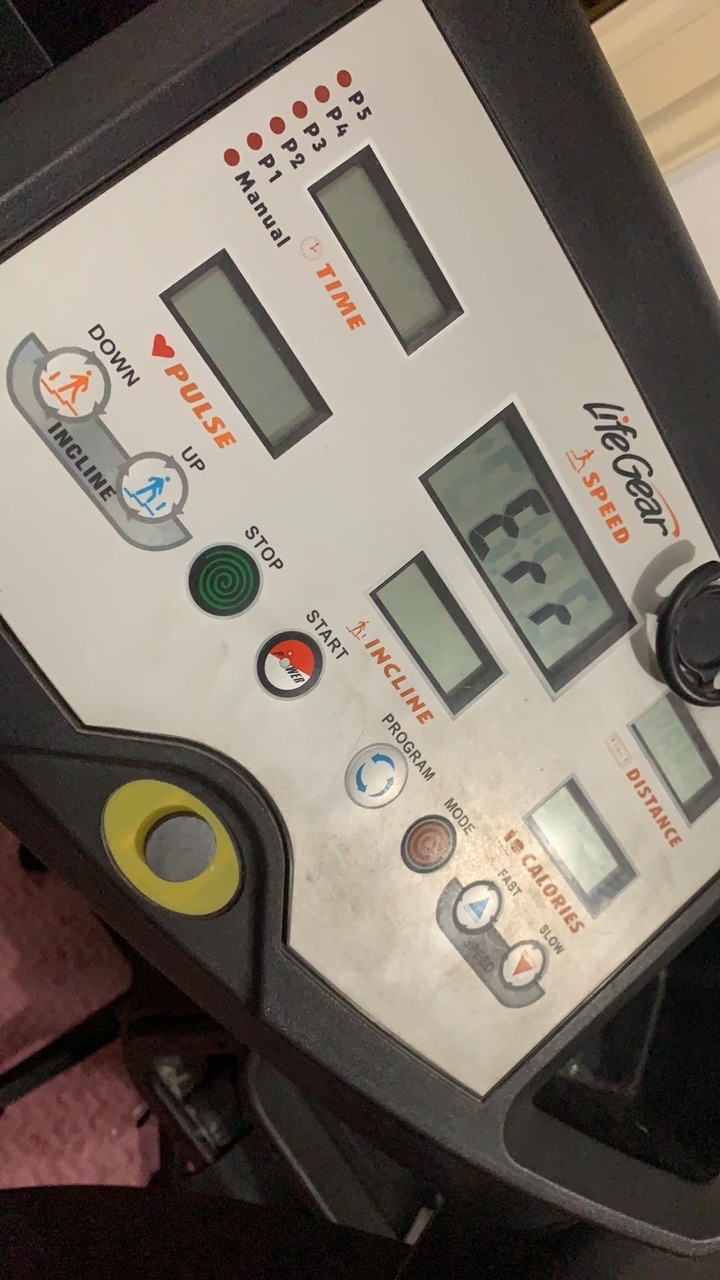 P5
P4
P3
P2
P1
Manual
TIME
PULSE
DOWN
UP
INCLINE
LifeGear
SPEED
Err
STOP
START
POWER
INCLINE
PROGRAM
MODE
DISTANCE
CALORIES
FAST
SLOW
SPEED